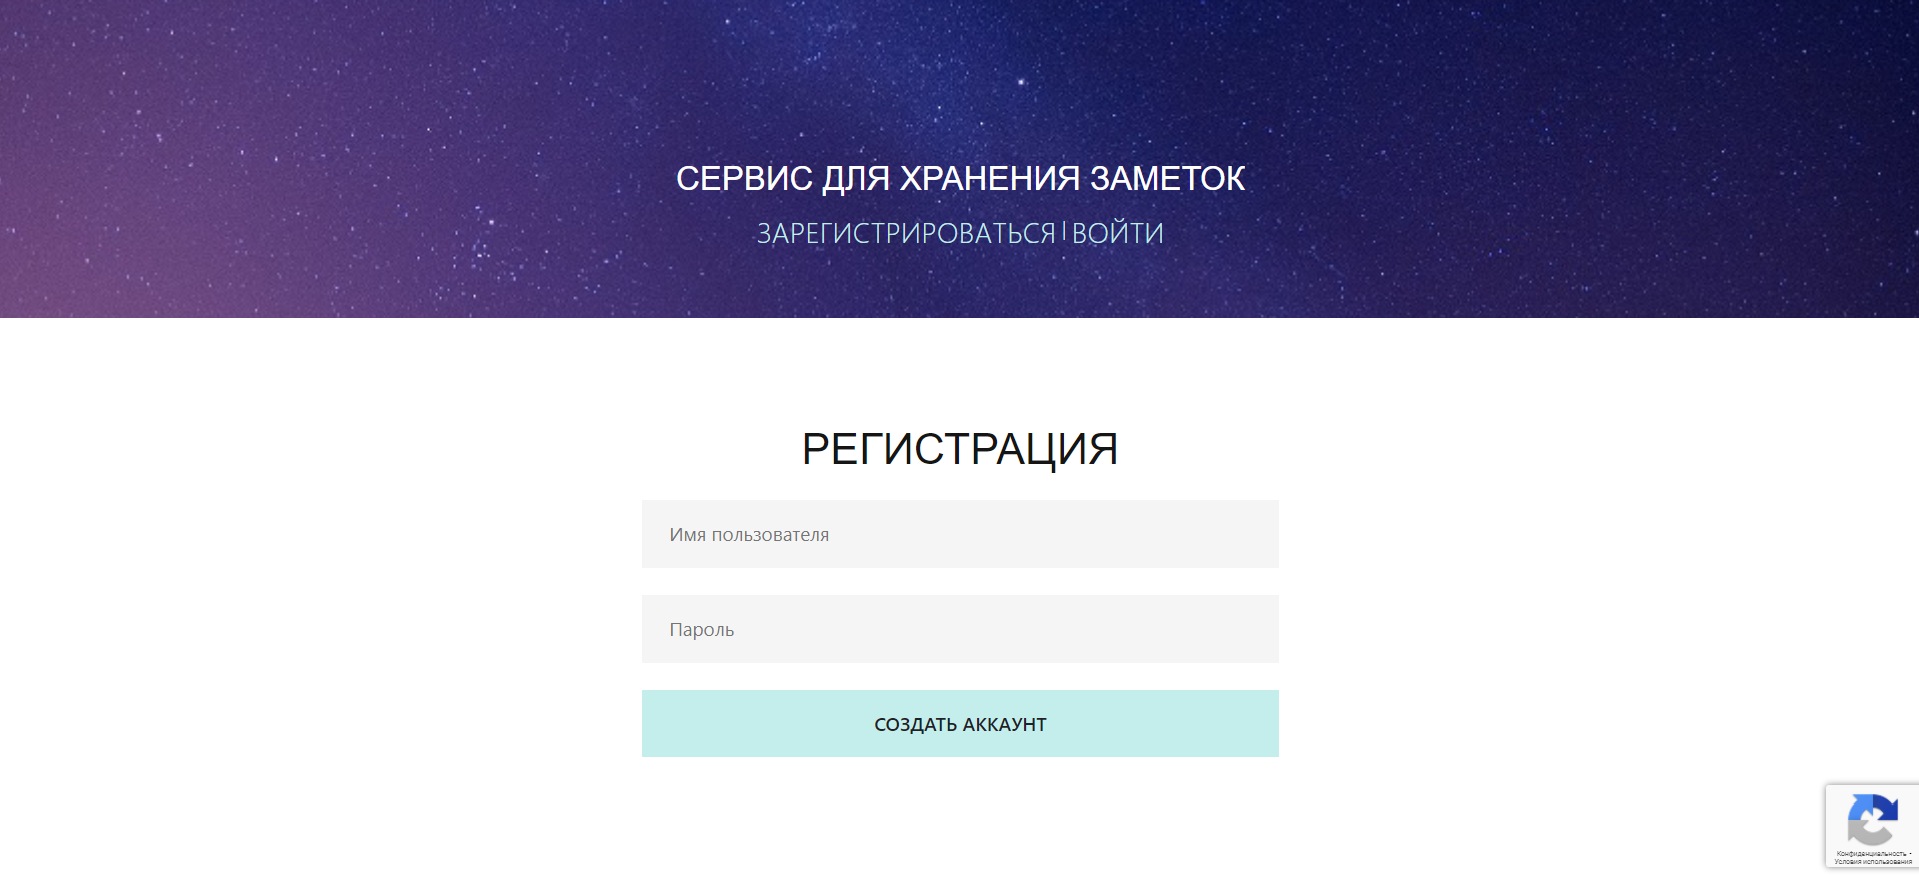 СЕРВИС ДЛЯ ХРАНЕНИЯ ЗАМЕТОК
ЗАРЕГИСТРИРОВАТЬСЯ | ВОЙТИ
РЕГИСТРАЦИЯ
Имя пользователя
Пароль
СОЗДАТЬ АККАУНТ
Конфиденциальность -
Условия использования